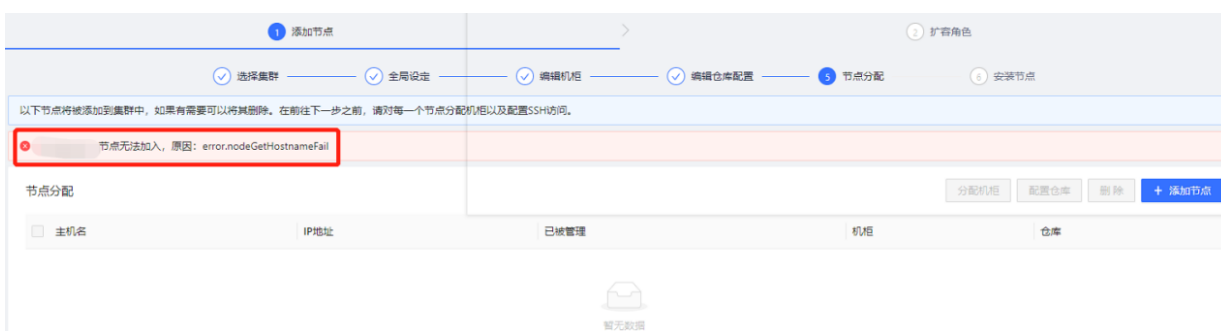 1 添加节点 2 扩容角色
选择集群 全局设定 编辑机柜 编辑仓库配置 5 节点分配 6 安装节点
以下节点将被添加到集群中，如果有需要可以将其删除。在前往下一步之前，请对每一个节点分配机柜以及配置SSH访问。
节点无法加入，原因：error.nodeGetHostnameFail
节点分配 分配机柜 配置仓库 删除 + 添加节点
主机名 IP地址 已被管理 机柜 仓库
暂无数据